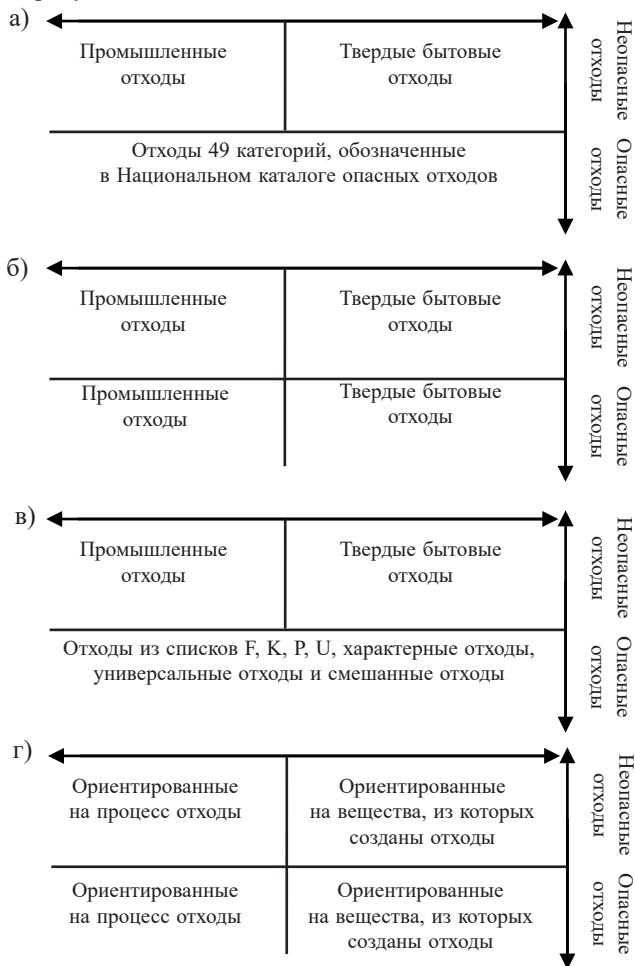 а)
Промышленные
отходы
Твердые бытовые
отходы
Неопасные
отходы
Отходы 49 категорий, обозначенные
в Национальном каталоге опасных отходов
Опасные
отходы
б)
Промышленные
отходы
Твердые бытовые
отходы
Неопасные
отходы
Промышленные
отходы
Твердые бытовые
отходы
Опасные
отходы
в)
Промышленные
отходы
Твердые бытовые
отходы
Неопасные
отходы
Отходы из списков F, K, P, U, характерные отходы,
универсальные отходы и смешанные отходы
Опасные
отходы
г)
Ориентированные
на процесс отходы
Ориентированные
на вещества, из которых
созданы отходы
Неопасные
отходы
Ориентированные
на процесс отходы
Ориентированные
на вещества, из которых
созданы отходы
Опасные
отходы